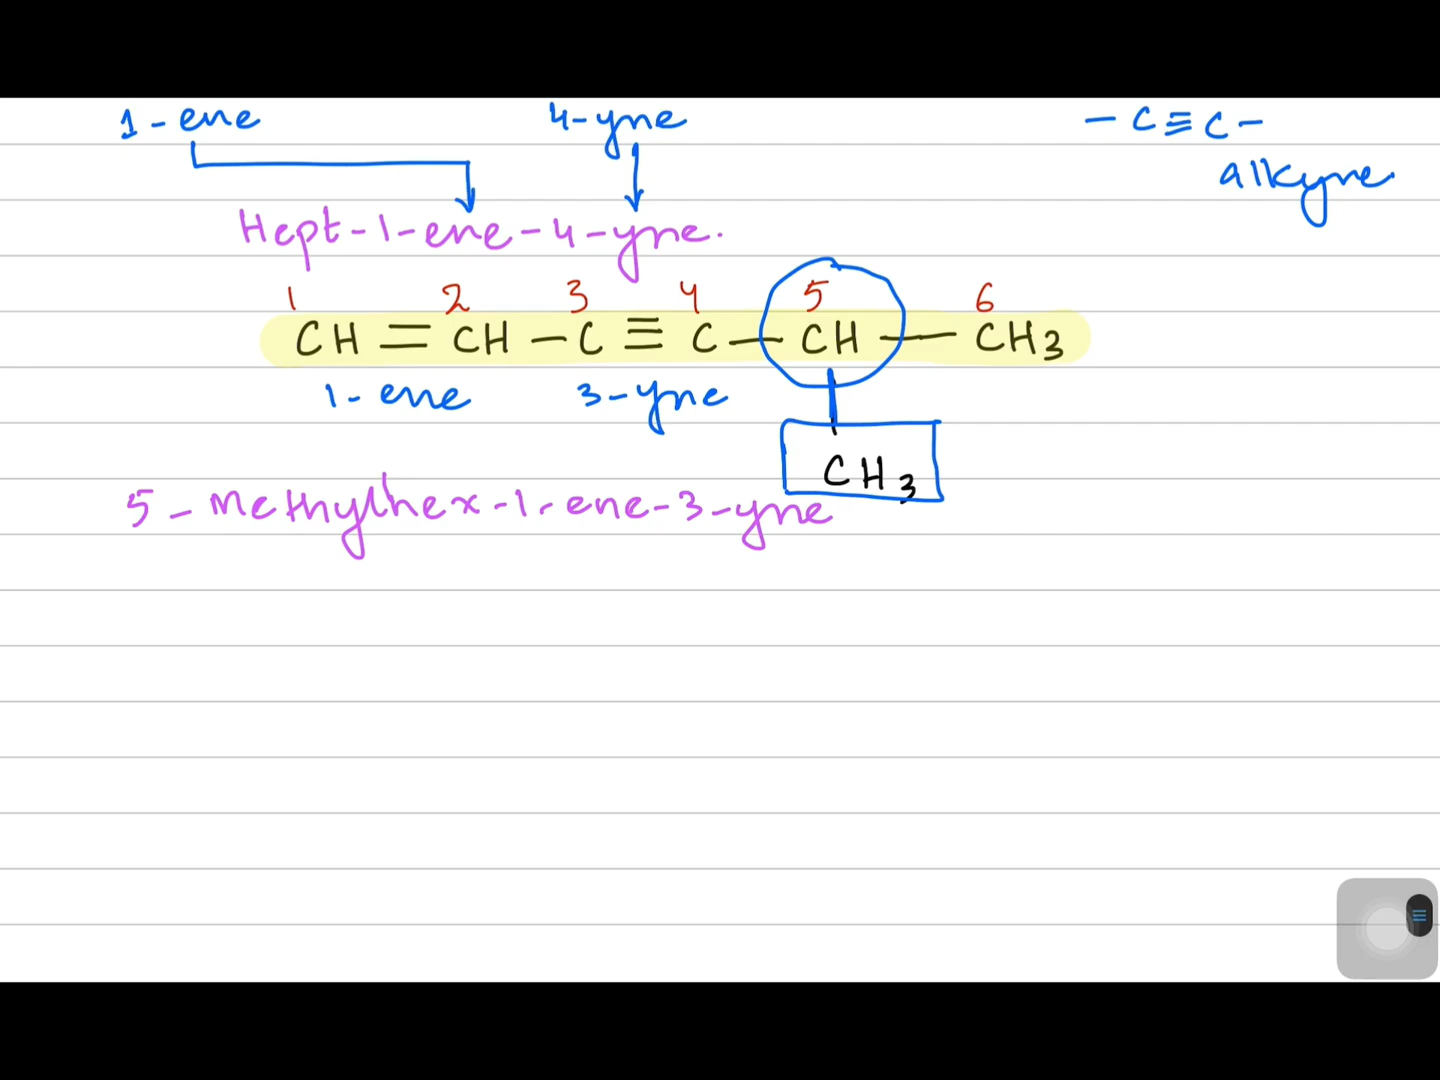 1-ene 4-yne -C≡C-
alkyne
Hept-1-ene-4-yne.
1 2 3 4 5 6
CH=CH-C≡C-CH-CH3
1-ene 3-yne
CH3
5-Methylhex-1-ene-3-yne